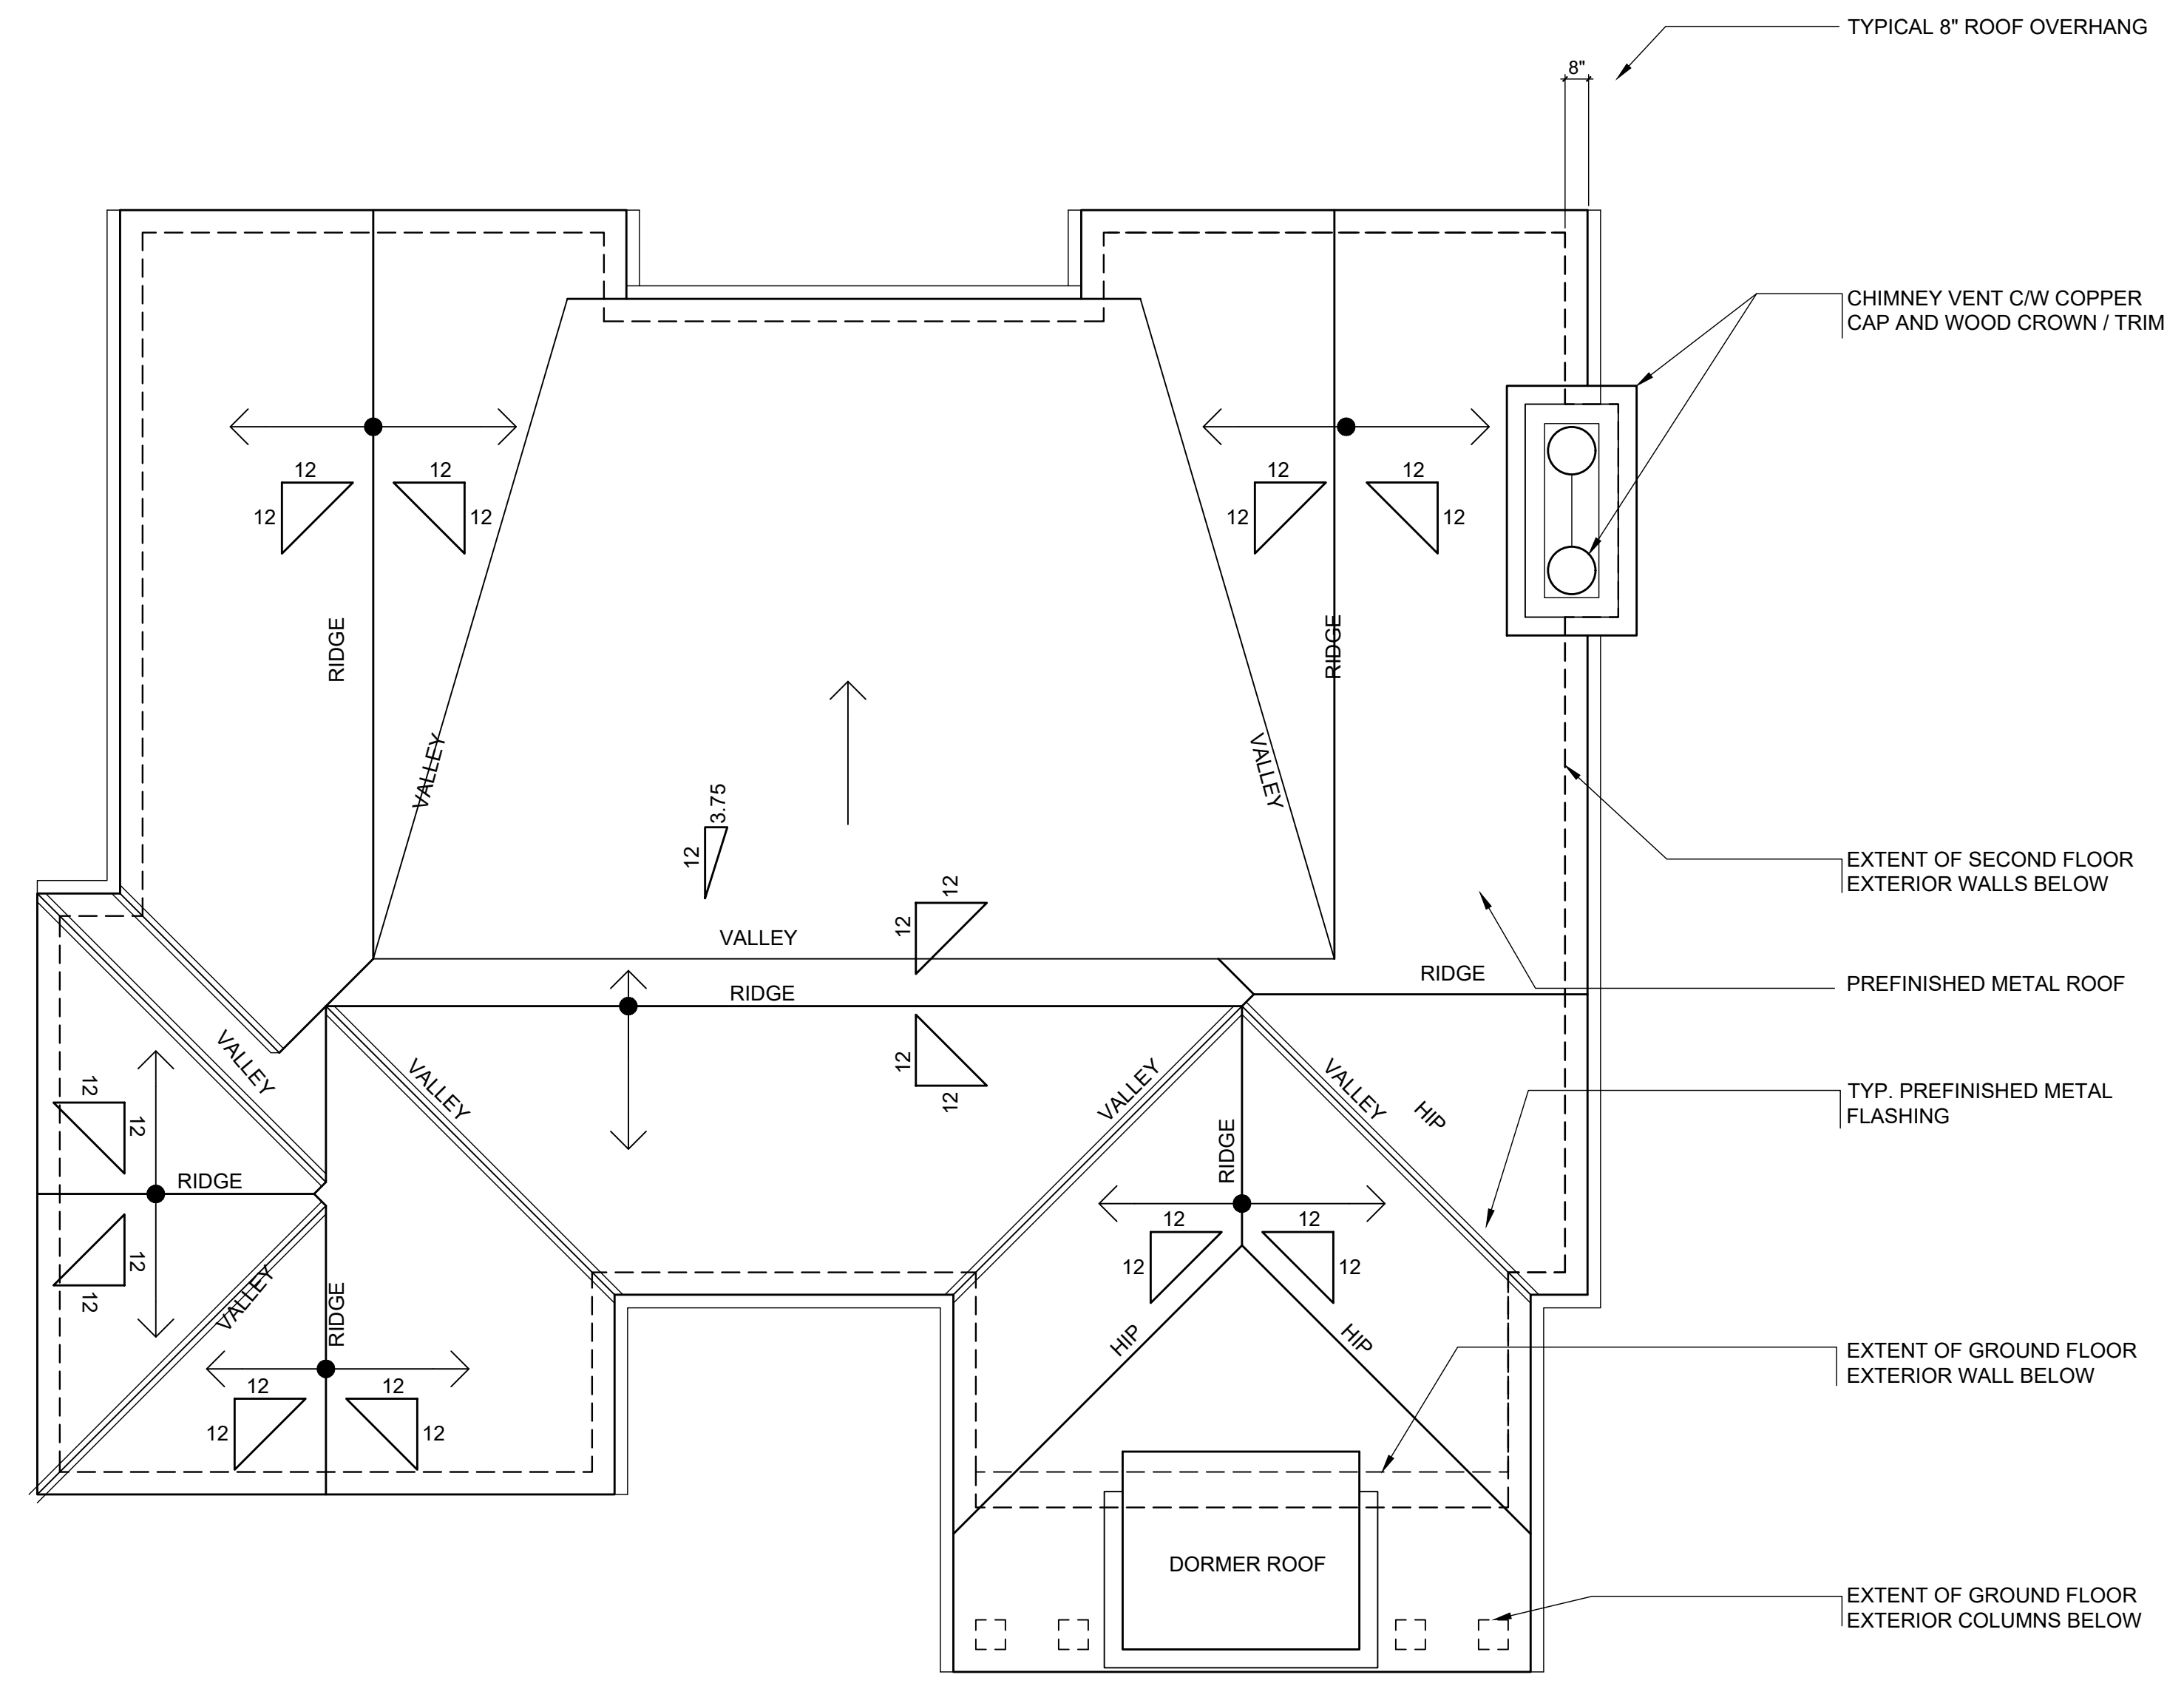 TYPICAL 8" ROOF OVERHANG
8"
CHIMNEY VENT C/W COPPER
CAP AND WOOD CROWN / TRIM
12
12
12
12
12
12
12
12
RIDGE
RIDGE
VALLEY
VALLEY
3.75
12
EXTENT OF SECOND FLOOR
EXTERIOR WALLS BELOW
12
12
VALLEY
RIDGE
RIDGE
PREFINISHED METAL ROOF
12
12
VALLEY
VALLEY
VALLEY
VALLEY
HIP
TYP. PREFINISHED METAL
FLASHING
12
12
RIDGE
RIDGE
12
12
12
12
12
12
VALLEY
RIDGE
HIP
HIP
EXTENT OF GROUND FLOOR
EXTERIOR WALL BELOW
12
12
12
12
DORMER ROOF
EXTENT OF GROUND FLOOR
EXTERIOR COLUMNS BELOW